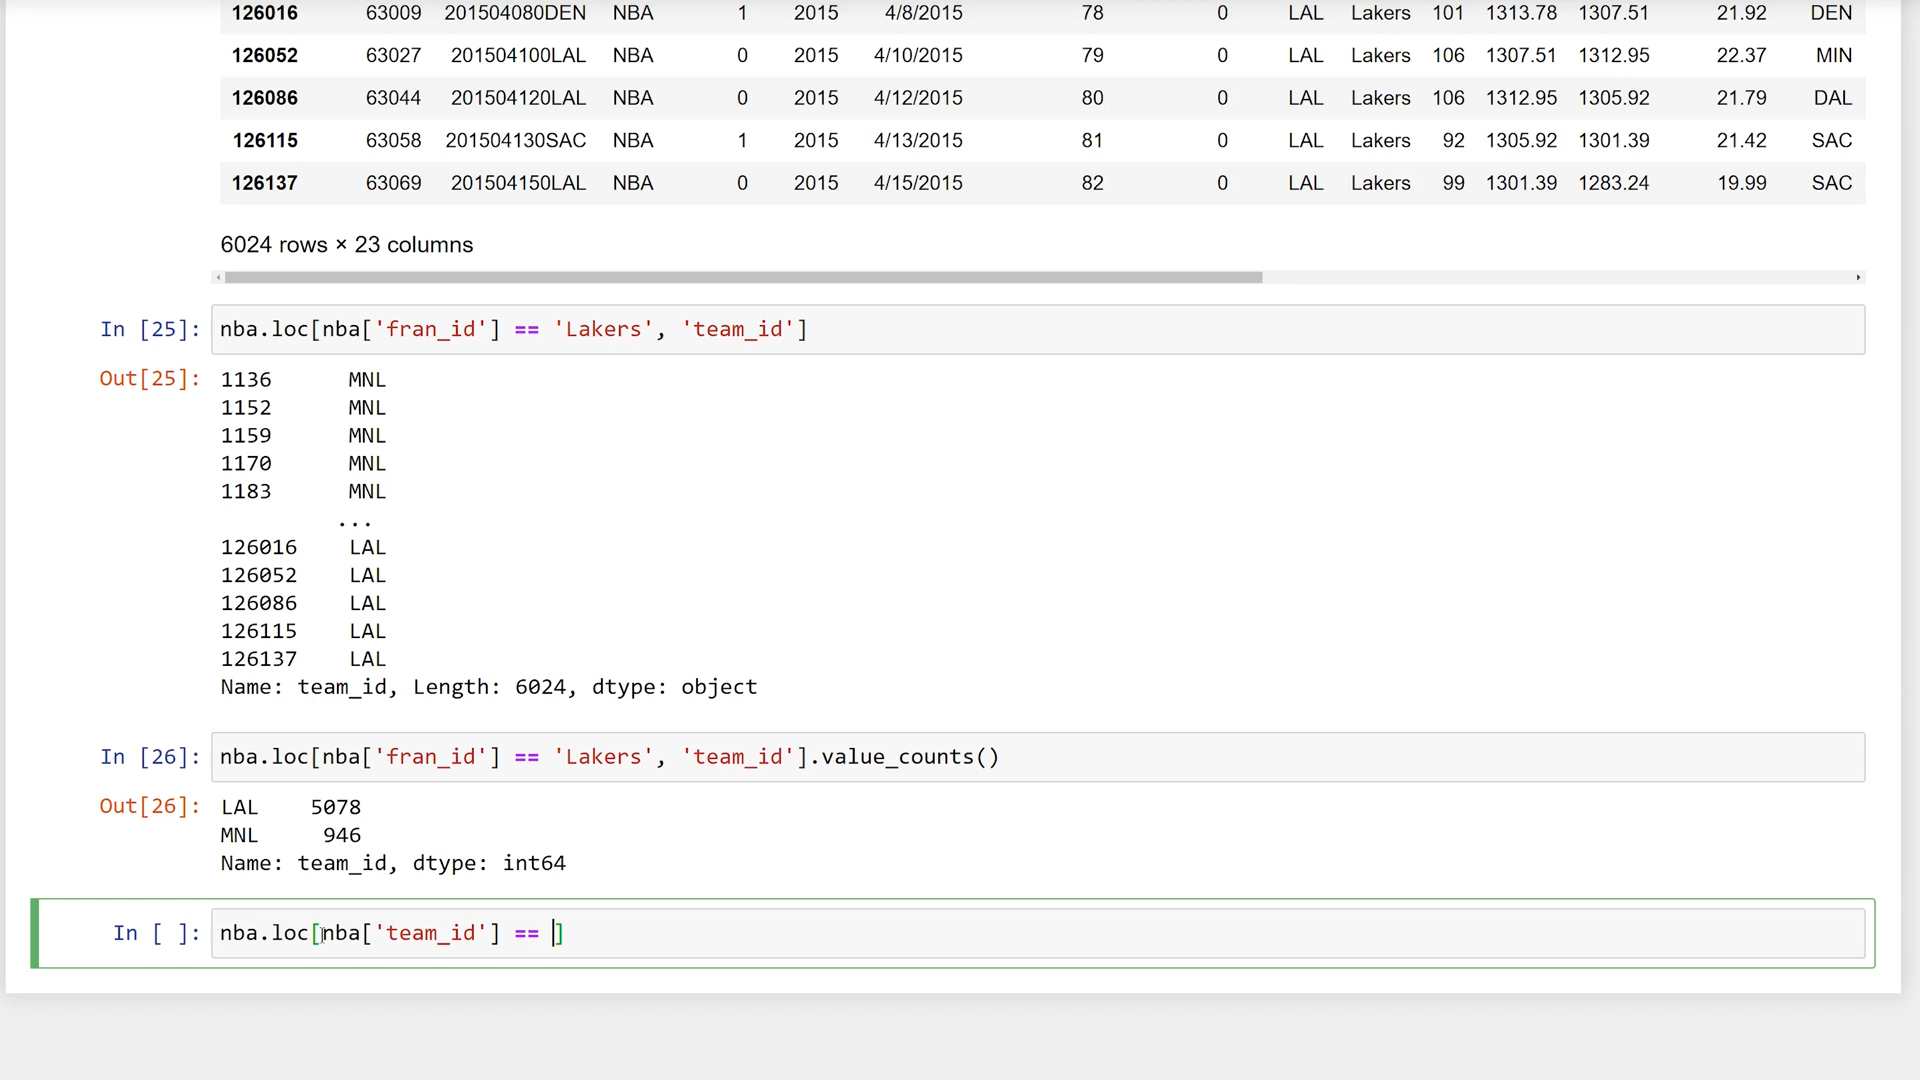 126016 63009 201504080DEN NBA 1 2015 4/8/2015 78 0 LAL Lakers 101 1313.78 1307.51 21.92 DEN
126052 63027 201504100LAL NBA 0 2015 4/10/2015 79 0 LAL Lakers 106 1307.51 1312.95 22.37 MIN
126086 63044 201504120LAL NBA 0 2015 4/12/2015 80 0 LAL Lakers 106 1312.95 1305.92 21.79 DAL
126115 63058 201504130SAC NBA 1 2015 4/13/2015 81 0 LAL Lakers 92 1305.92 1301.39 21.42 SAC
126137 63069 201504150LAL NBA 0 2015 4/15/2015 82 0 LAL Lakers 99 1301.39 1283.24 19.99 SAC
6024 rows × 23 columns
In [25]: nba.loc[nba['fran_id'] == 'Lakers', 'team_id']
Out[25]: 1136 MNL
1152 MNL
1159 MNL
1170 MNL
1183 MNL
...
126016 LAL
126052 LAL
126086 LAL
126115 LAL
126137 LAL
Name: team_id, Length: 6024, dtype: object
In [26]: nba.loc[nba['fran_id'] == 'Lakers', 'team_id'].value_counts()
Out[26]: LAL 5078
MNL 946
Name: team_id, dtype: int64
In [ ]: nba.loc[nba['team_id'] == ]